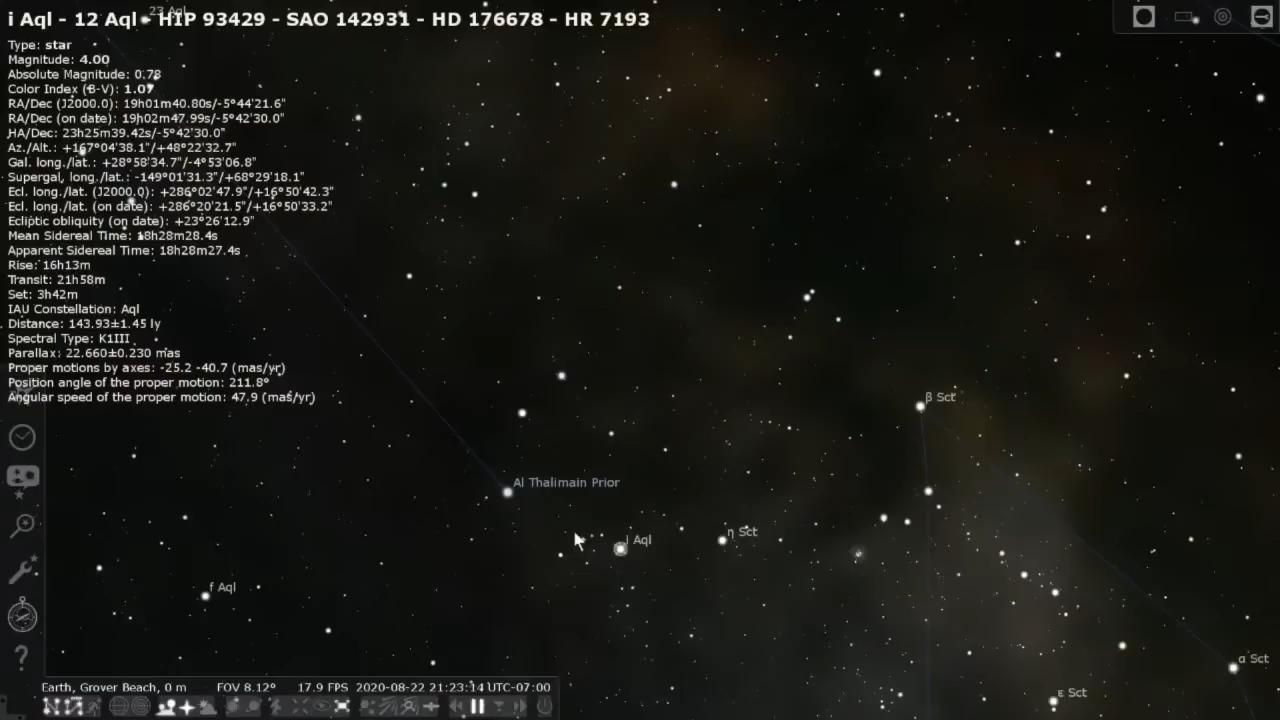 23 Aql
i Aql - 12 Aql - HIP 93429 - SAO 142931 - HD 176678 - HR 7193
Type: star
Magnitude: 4.00
Absolute Magnitude: 0.78
Color Index (B-V): 1.07
RA/Dec (J2000.0): 19h01m40.80s/-5°44'21.6"
RA/Dec (on date): 19h02m47.99s/-5°42'30.0"
HA/Dec: 23h25m39.42s/-5°42'30.0"
Az./Alt.: +167°04'38.1"/+48°22'32.7"
Gal. long./lat.: +28°58'34.7"/-4°53'06.8"
Supergal. long./lat.: -149°01'31.3"/+68°29'18.1"
Ecl. long./lat. (J2000.0): +286°02'47.9"/+16°50'42.3"
Ecl. long./lat. (on date): +286°20'21.5"/+16°50'33.2"
Ecliptic obliquity (on date): +23°26'12.9"
Mean Sidereal Time: 18h28m28.4s
Apparent Sidereal Time: 18h28m27.4s
Rise: 16h13m
Transit: 21h58m
Set: 3h42m
IAU Constellation: Aql
Distance: 143.93±1.45 ly
Spectral Type: K1III
Parallax: 22.660±0.230 mas
Proper motions by axes: -25.2 -40.7 (mas/yr)
Position angle of the proper motion: 211.8°
Angular speed of the proper motion: 47.9 (mas/yr)
β Sct
Al Thalimain Prior
i Aql
η Sct
f Aql
α Sct
ε Sct
Earth, Grover Beach, 0 m FOV 8.12° 17.9 FPS 2020-08-22 21:23:14 UTC-07:00